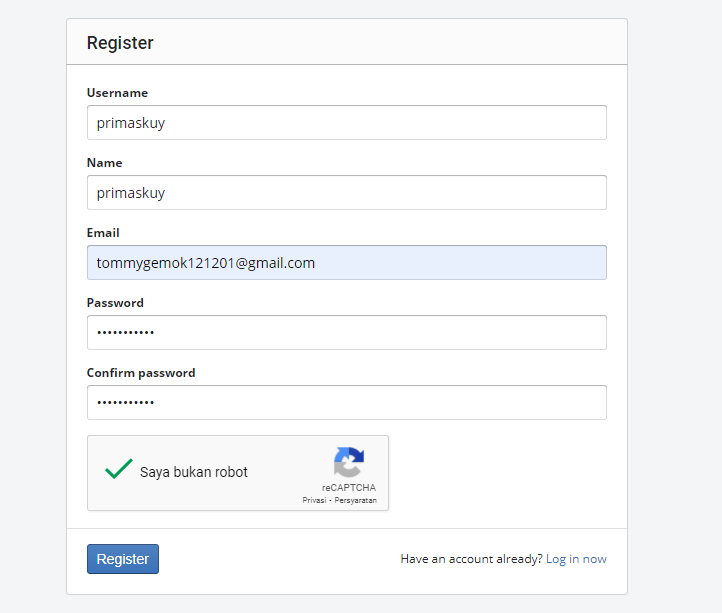 Register
Username
primaskuy
Name
primaskuy
Email
tommygemok121201@gmail.com
Password
•••••••••••
Confirm password
•••••••••••
Saya bukan robot
reCAPTCHA
Privasi - Persyaratan
Register
Have an account already? Log in now